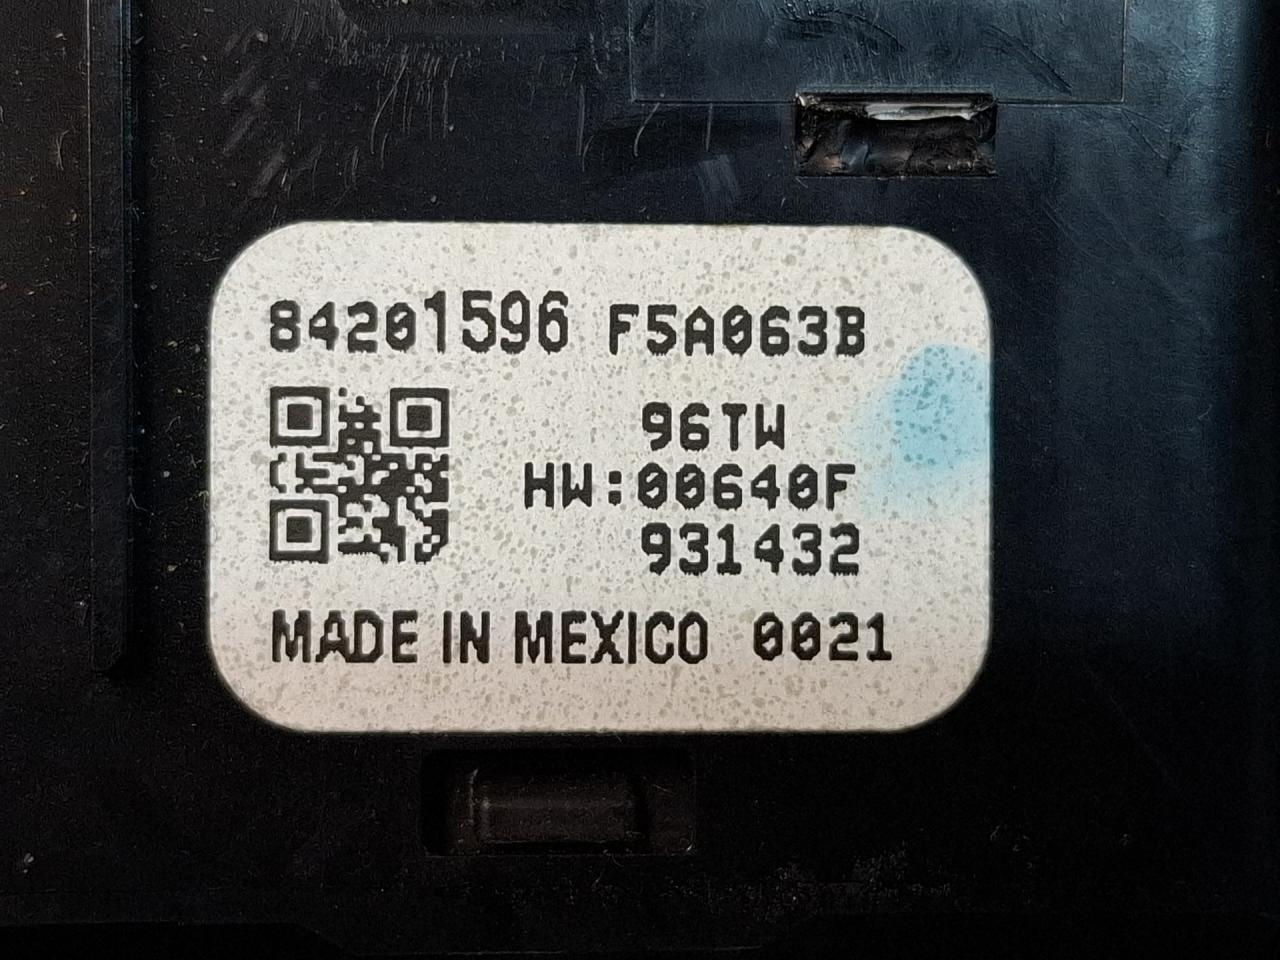 84201596 F5A063B
96TW
HW:00640F
931432
MADE IN MEXICO 0021